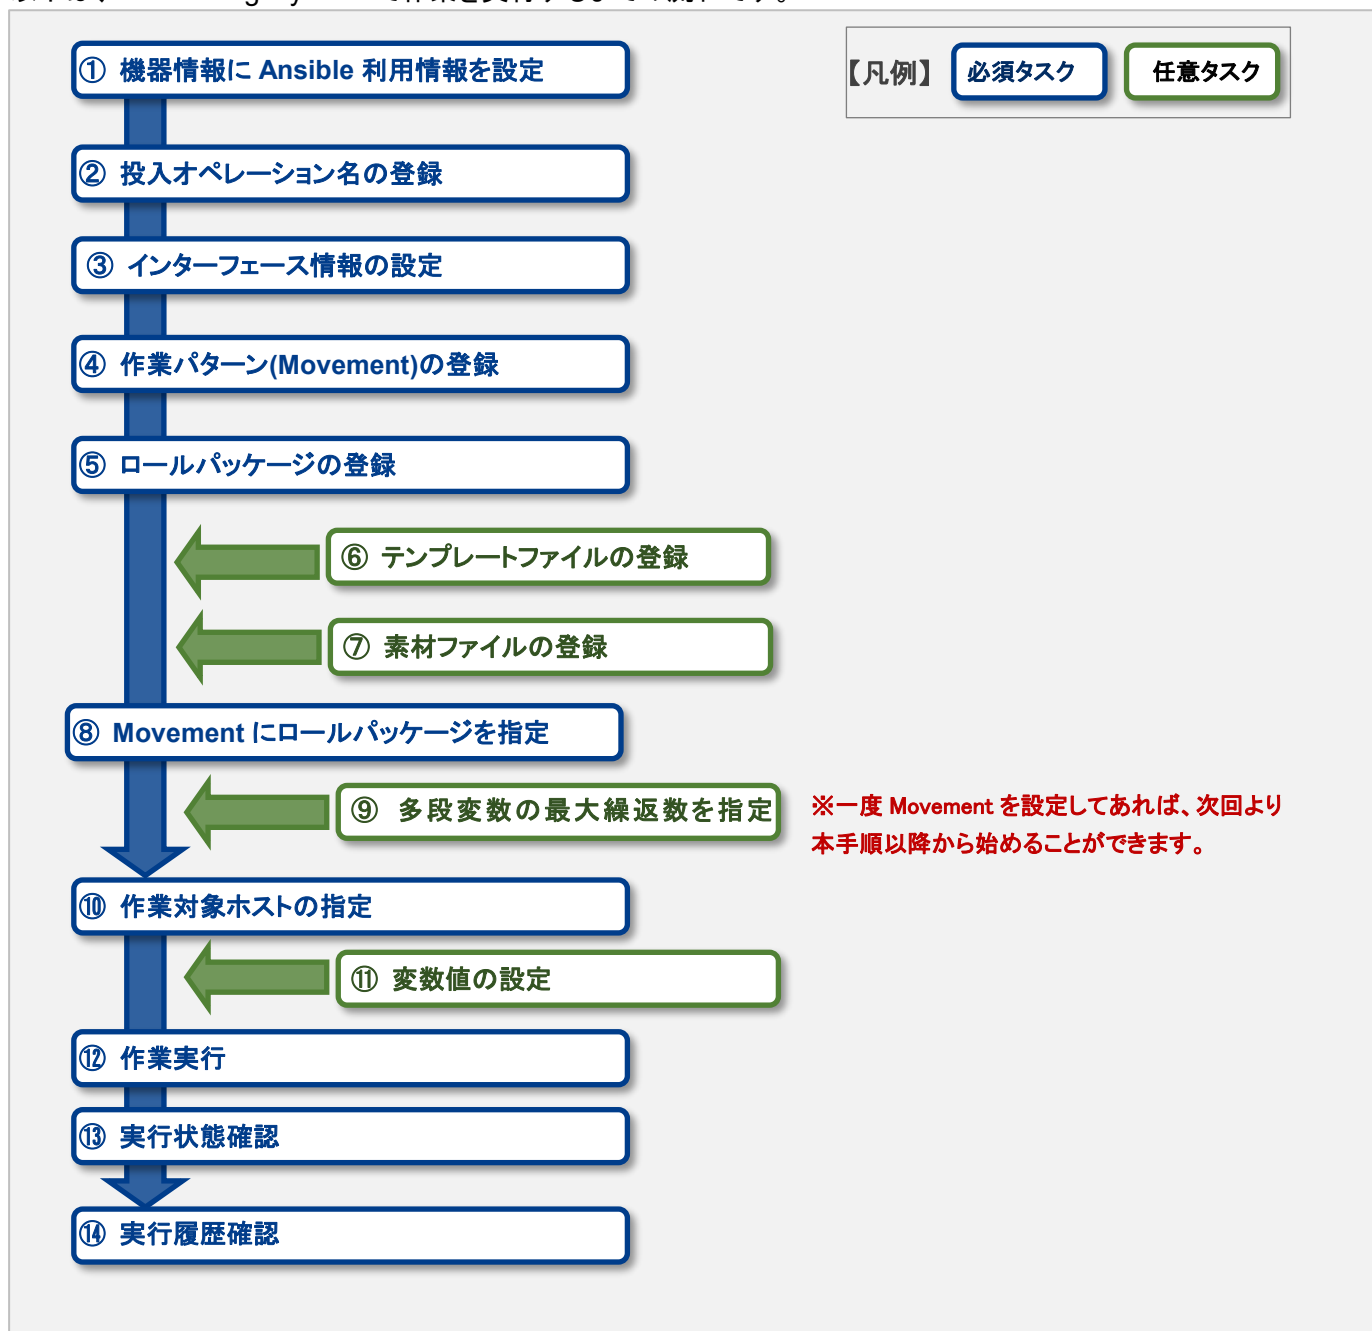 ① 機器情報に Ansible 利用情報を設定
【凡例】 必須タスク 任意タスク
② 投入オペレーション名の登録
③ インターフェース情報の設定
④ 作業パターン(Movement)の登録
⑤ ロールパッケージの登録
⑥ テンプレートファイルの登録
⑦ 素材ファイルの登録
⑧ Movement にロールパッケージを指定
⑨ 多段変数の最大繰返数を指定
※一度 Movement を設定してあれば、次回より
本手順以降から始めることができます。
⑩ 作業対象ホストの指定
⑪ 変数値の設定
⑫ 作業実行
⑬ 実行状態確認
⑭ 実行履歴確認